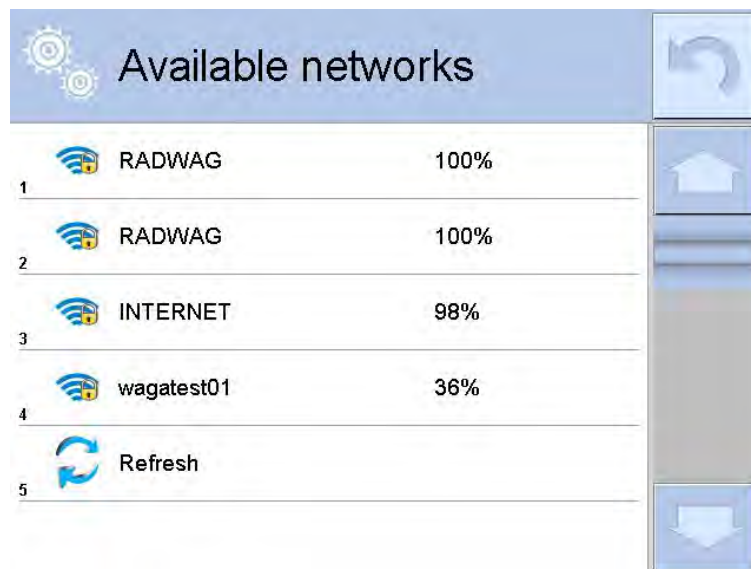 Available networks
RADWAG 100%
1
RADWAG 100%
2
INTERNET 98%
3
wagatest01 36%
4
Refresh
5